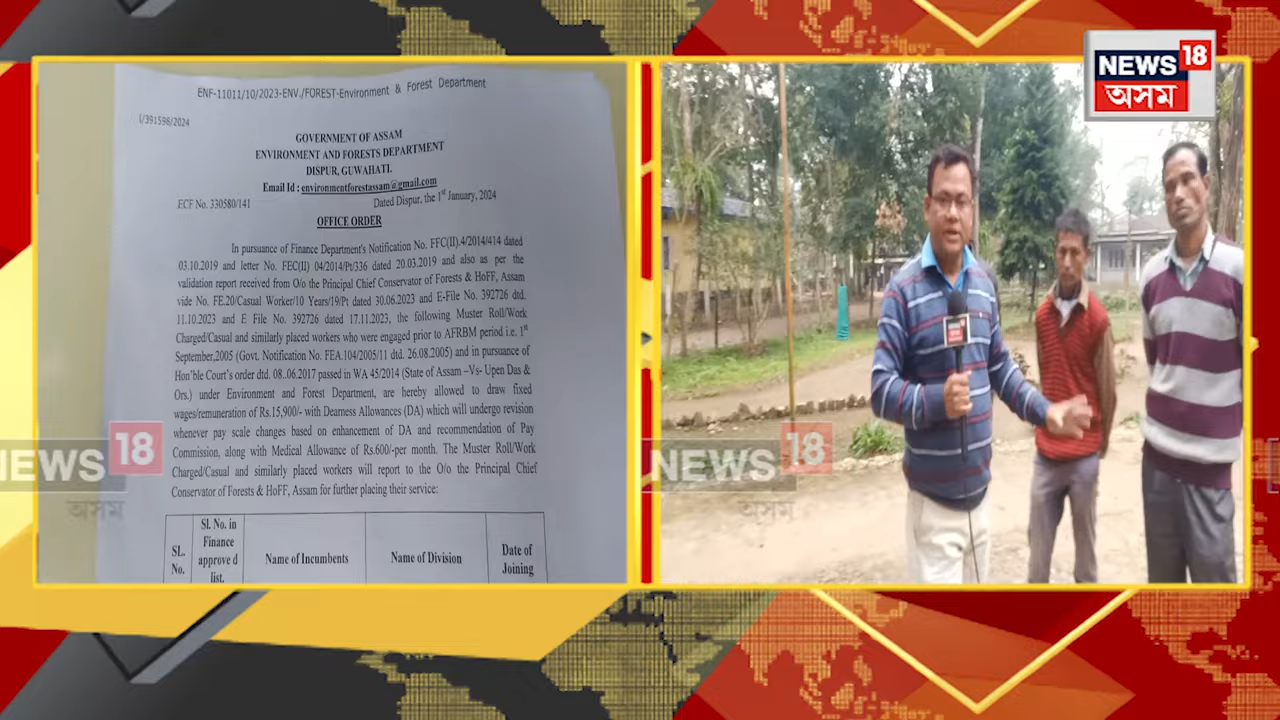 ENF-11011/10/2023-ENV./FOREST-Environment & Forest Department
I/391598/2024
GOVERNMENT OF ASSAM
ENVIRONMENT AND FORESTS DEPARTMENT
DISPUR, GUWAHATI.
Email Id : environmentforestassam@gmail.com
ECF No. 330580/141
Dated Dispur, the 1st January, 2024
OFFICE ORDER
In pursuance of Finance Department's Notification No. FFC(II).4/2014/414 dated
03.10.2019 and letter No. FEC(II) 04/2014/Pt/336 dated 20.03.2019 and also as per the
validation report received from O/o the Principal Chief Conservator of Forests & HoFF, Assam
vide No. FE.20/Casual Worker/10 Years/19/Pt dated 30.06.2023 and E-File No. 392726 dtd.
11.10.2023 and E File No. 392726 dated 17.11.2023, the following Muster Roll/Work
Charged/Casual and similarly placed workers who were engaged prior to AFRBM period i.e. 1st
September,2005 (Govt. Notification No. FEA.104/2005/11 dtd. 26.08.2005) and in pursuance of
Hon'ble Court's order dtd. 08..06.2017 passed in WA 45/2014 (State of Assam –Vs- Upen Das &
Ors.) under Environment and Forest Department, are hereby allowed to draw fixed
wages/remuneration of Rs.15,900/- with Dearness Allowances (DA) which will undergo revision
whenever pay scale changes based on enhancement of DA and recommendation of Pay
Commission, along with Medical Allowance of Rs.600/-per month. The Muster Roll/Work
Charged/Casual and similarly placed workers will report to the O/o the Principal Chief
Conservator of Forests & HoFF, Assam for further placing their service:
SL. No.
Sl. No. in Finance approve d list.
Name of Incumbents
Name of Division
Date of Joining
NEWS 18
অসম
NEWS 18
অসম
NEWS 18
অসম